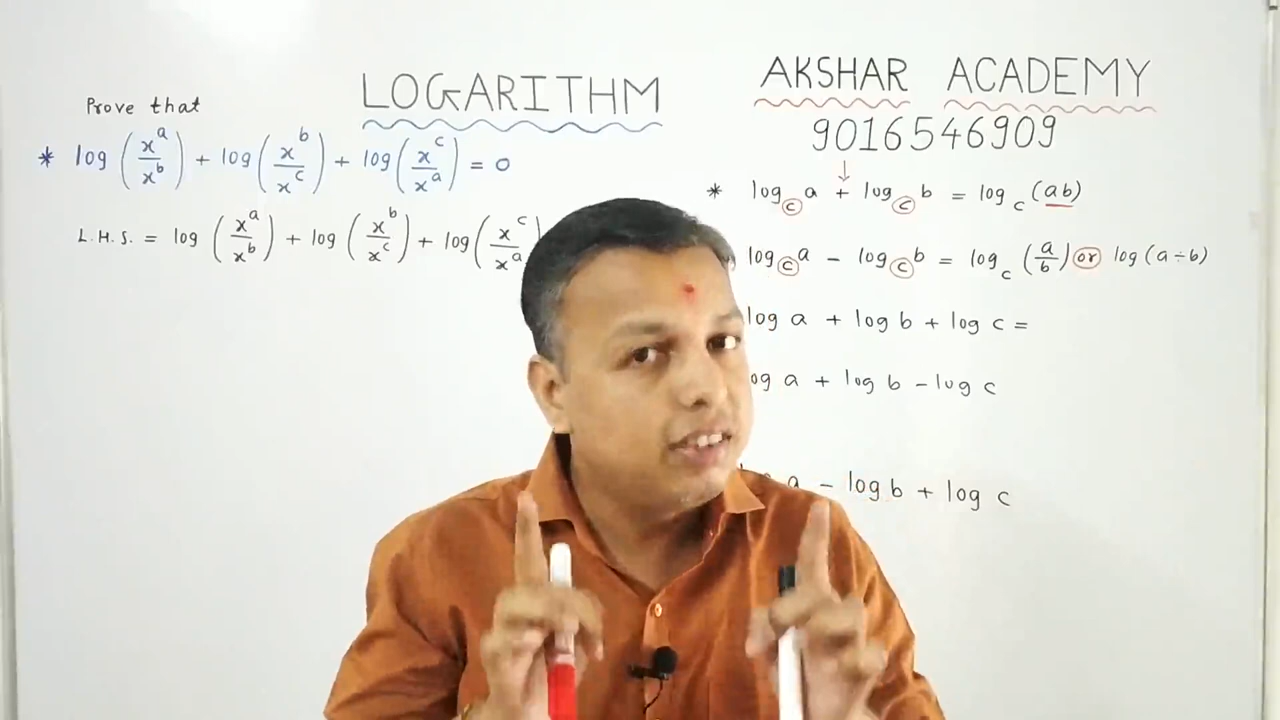 LOGARITHM
AKSHAR ACADEMY
9016546909
Prove that
* log (x^a/x^b) + log (x^b/x^c) + log (x^c/x^a) = 0
L.H.S. = log (x^a/x^b) + log (x^b/x^c) + log (x^c/x^a
* log_c a + log_c b = log_c (ab)
log_c a - log_c b = log_c (a/b) or log (a ÷ b)
log a + log b + log c =
og a + log b - log c
a - log b + log c